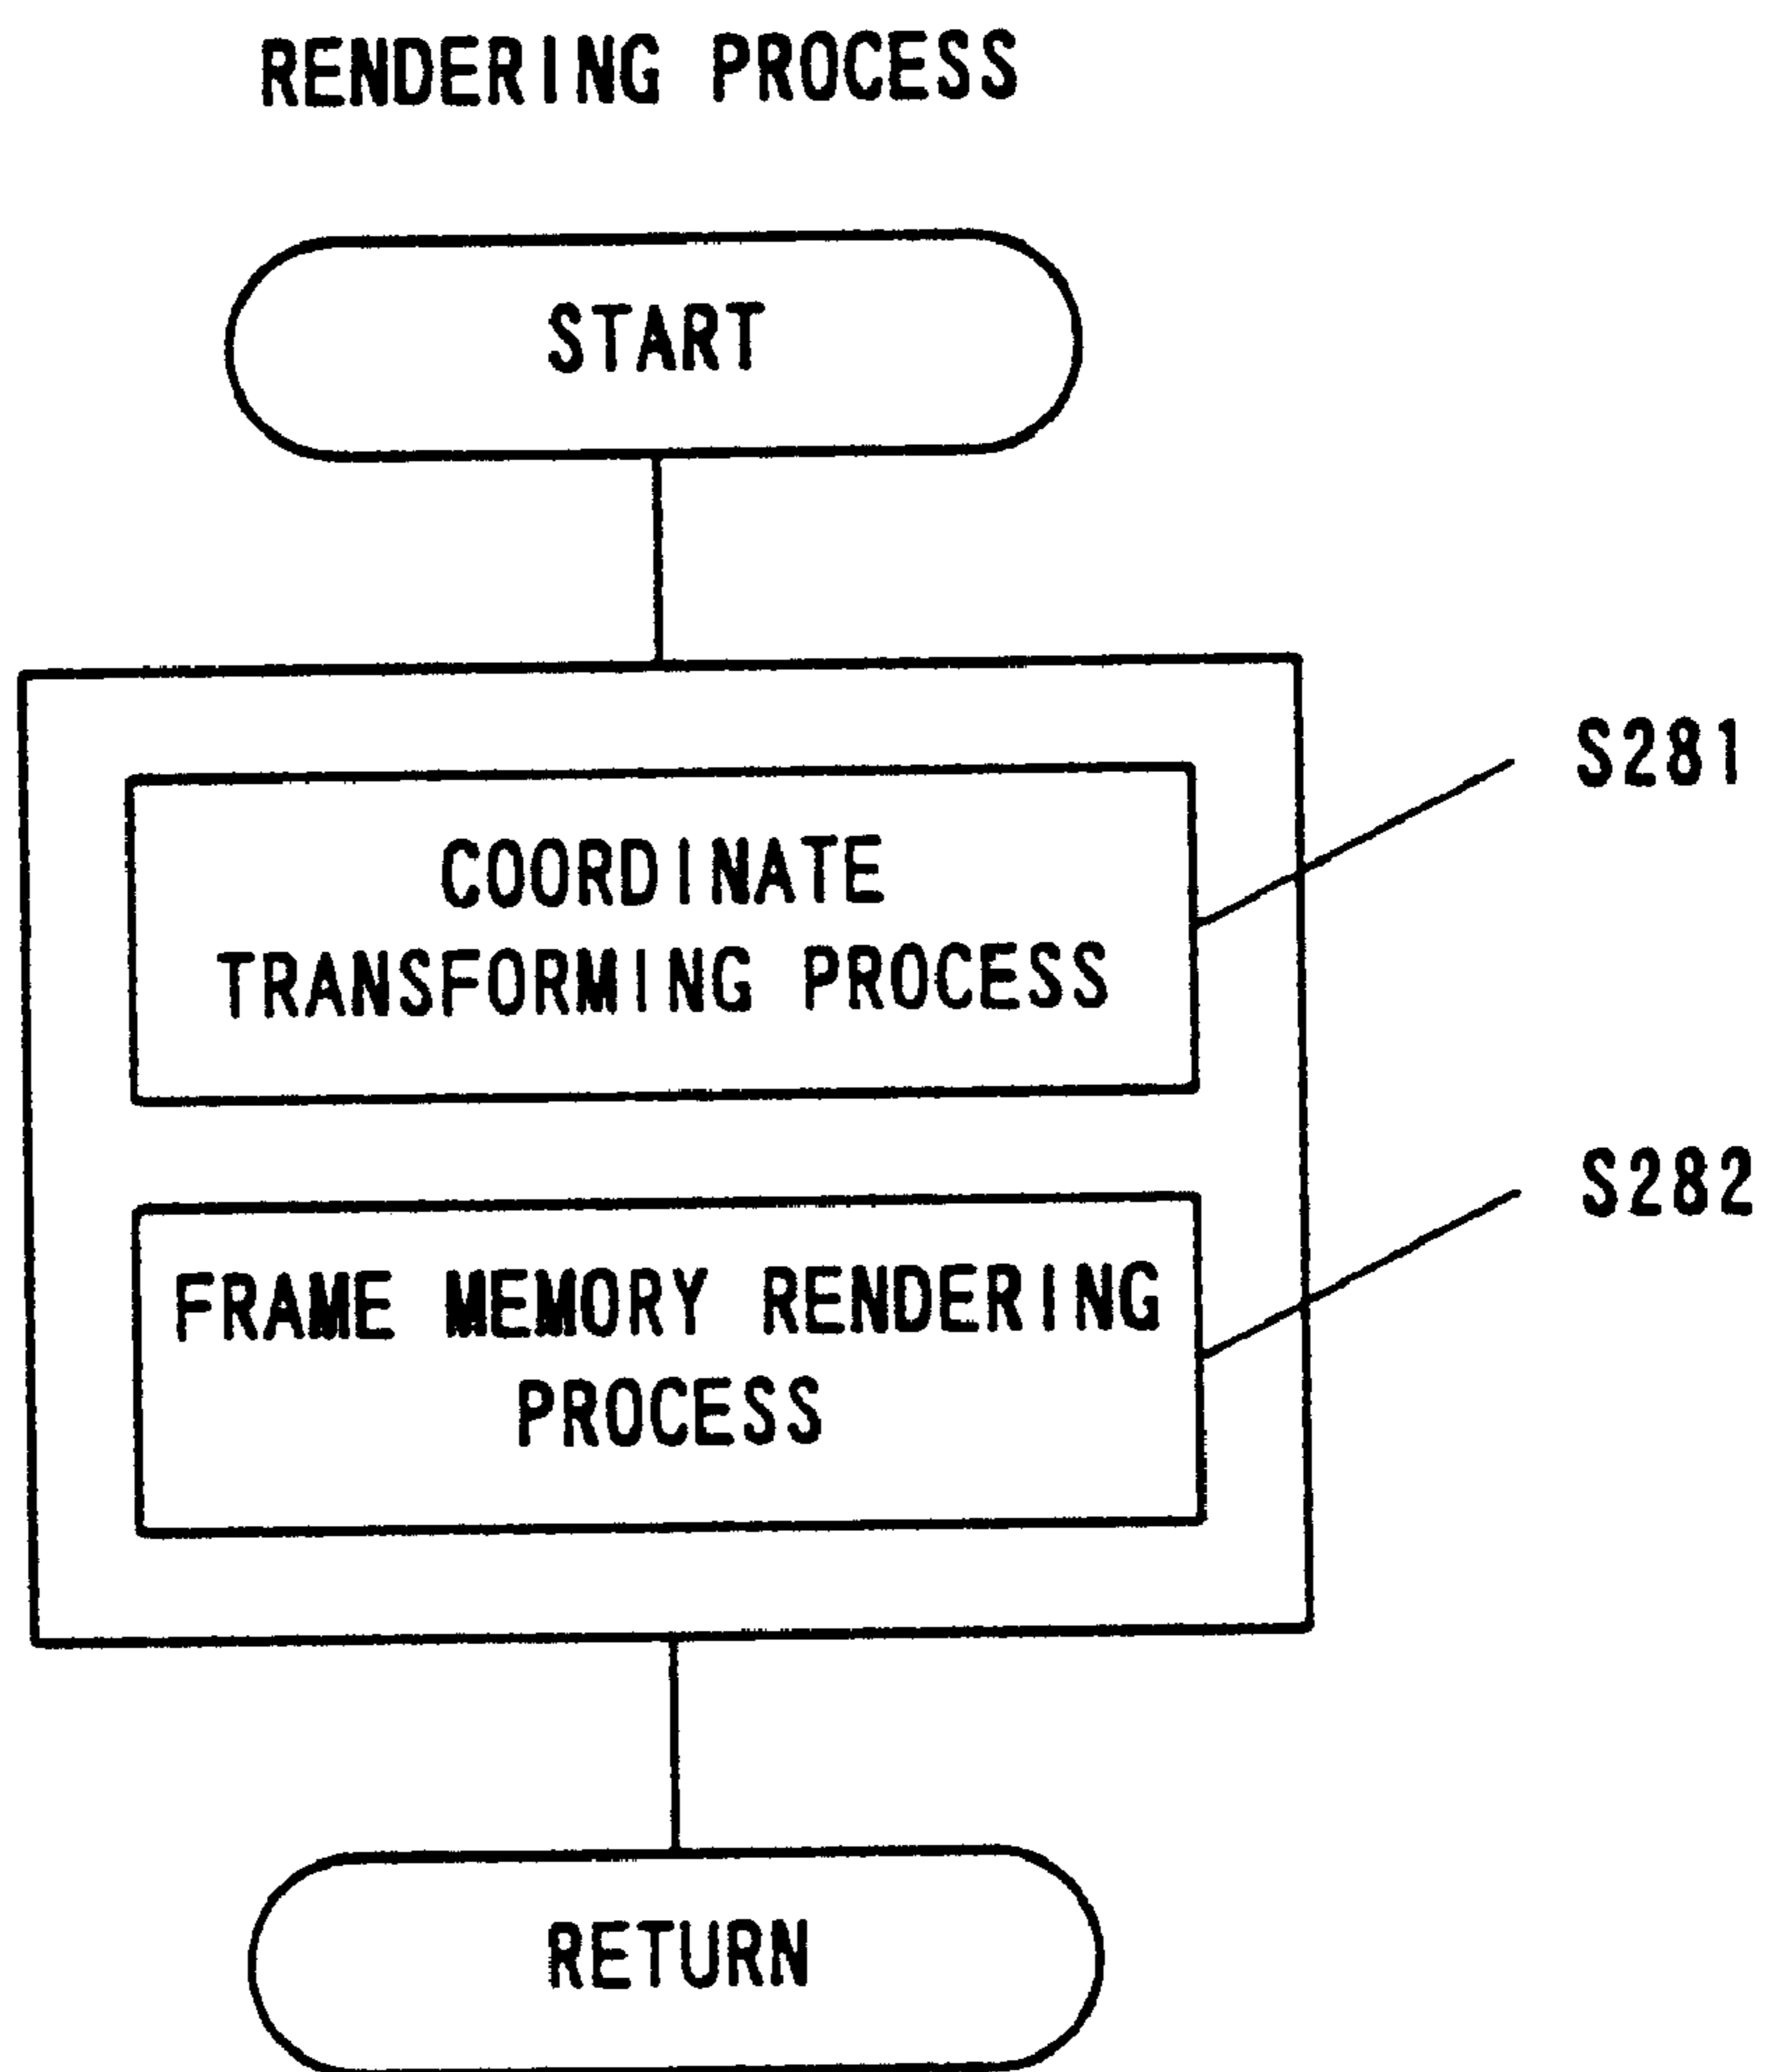 RENDERING PROCESS
START
S281
COORDINATE
TRANSFORMING PROCESS
S282
FRAME MEMORY RENDERING
PROCESS
RETURN